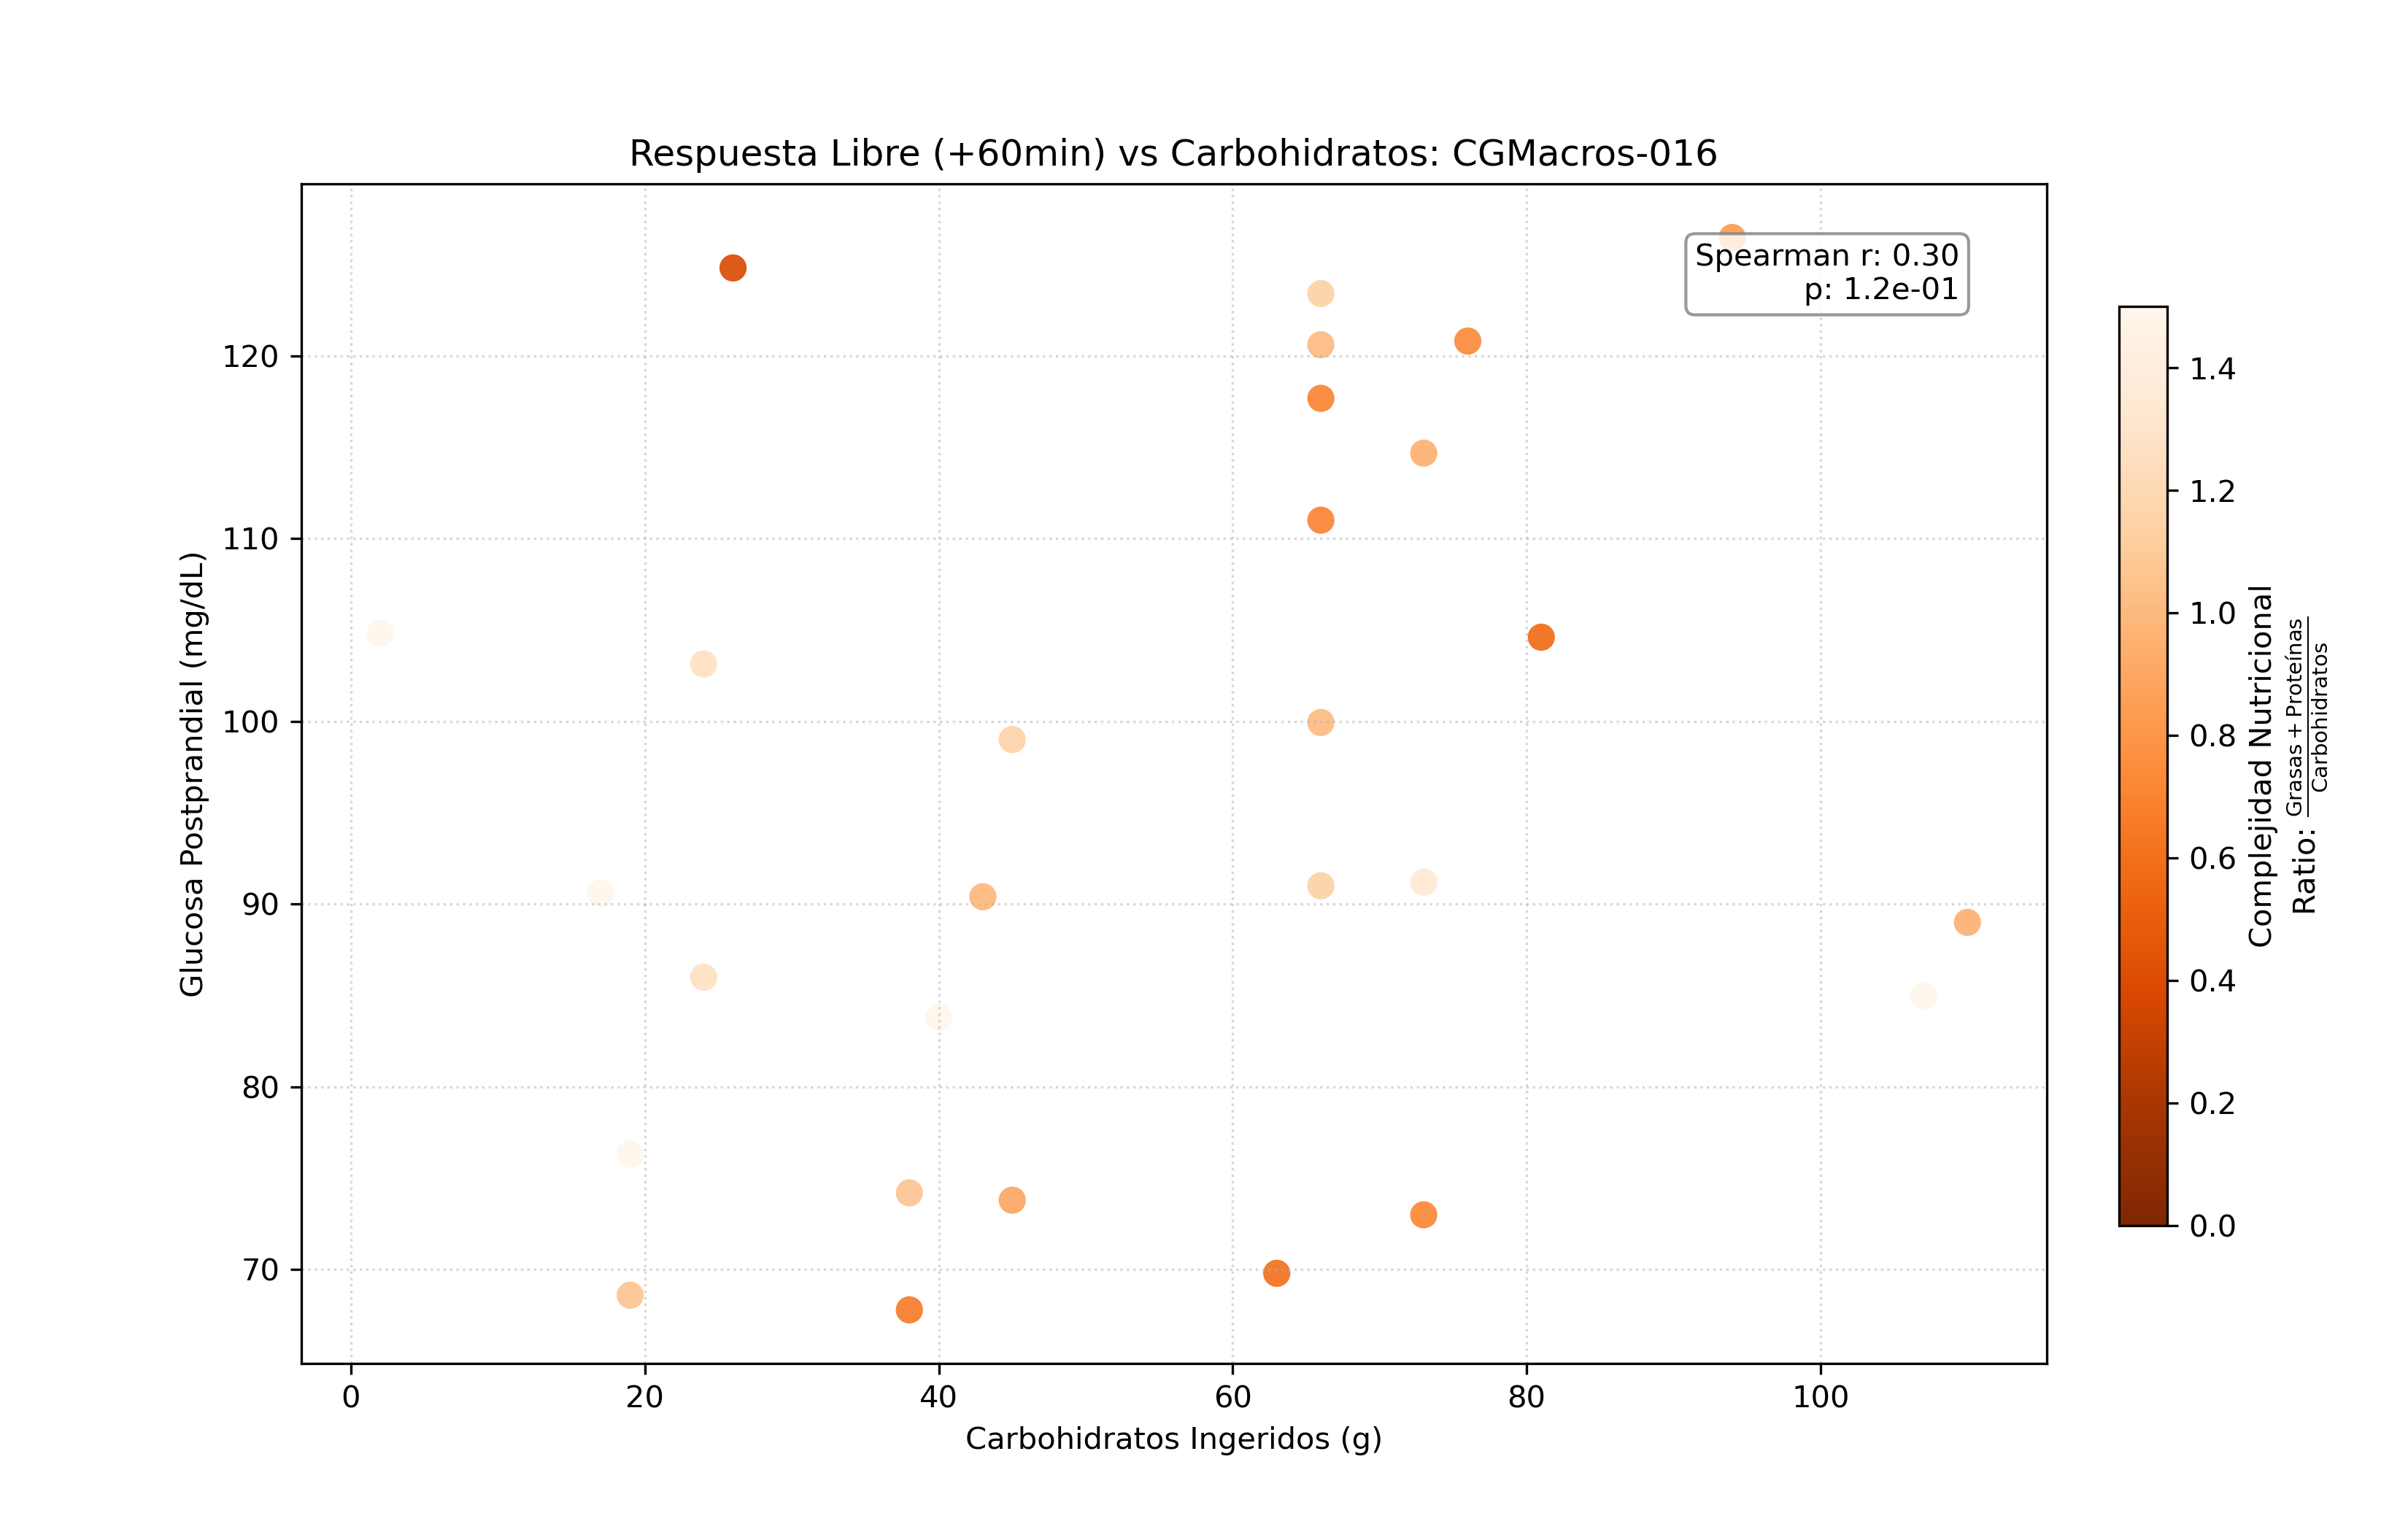 Respuesta Libre (+60min) vs Carbohidratos: CGMacros-016
Spearman r: 0.30
p: 1.2e-01
Glucosa Postprandial (mg/dL)
120
110
100
90
80
70
0
20
40
60
80
100
Carbohidratos Ingeridos (g)
1.4
1.2
1.0
0.8
0.6
0.4
0.2
0.0
Complejidad Nutricional
Ratio: Grasas + Proteínas
Carbohidratos